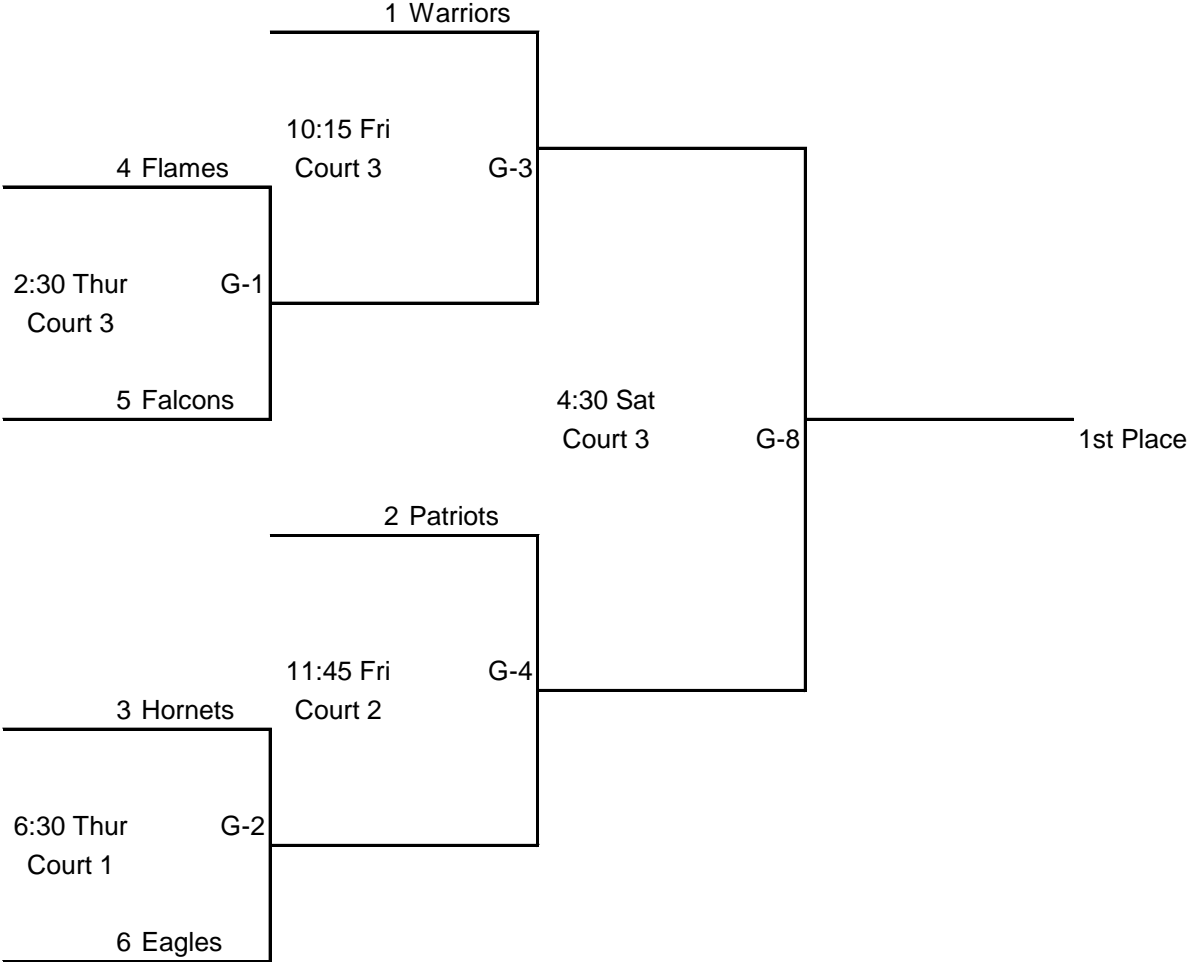 1 Warriors
10:15 Fri
4 Flames
Court 3
G-3
2:30 Thur
G-1
Court 3
5 Falcons
4:30 Sat
Court 3
G-8
1st Place
2 Patriots
11:45 Fri
G-4
3 Hornets
Court 2
6:30 Thur
G-2
Court 1
6 Eagles